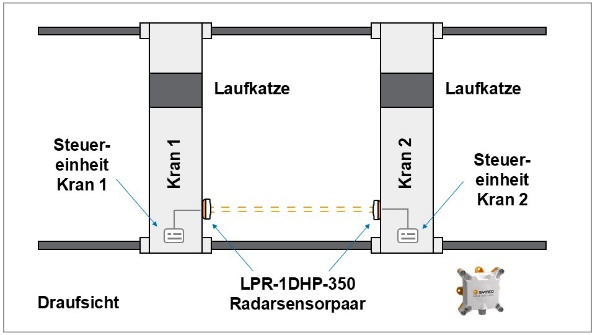 Laufkatze
Laufkatze
Kran 1
Kran 2
Steuer-
einheit
Kran 1
Steuer-
einheit
Kran 2
LPR-1DHP-350
Radarsensorpaar
Draufsicht
SYMEO